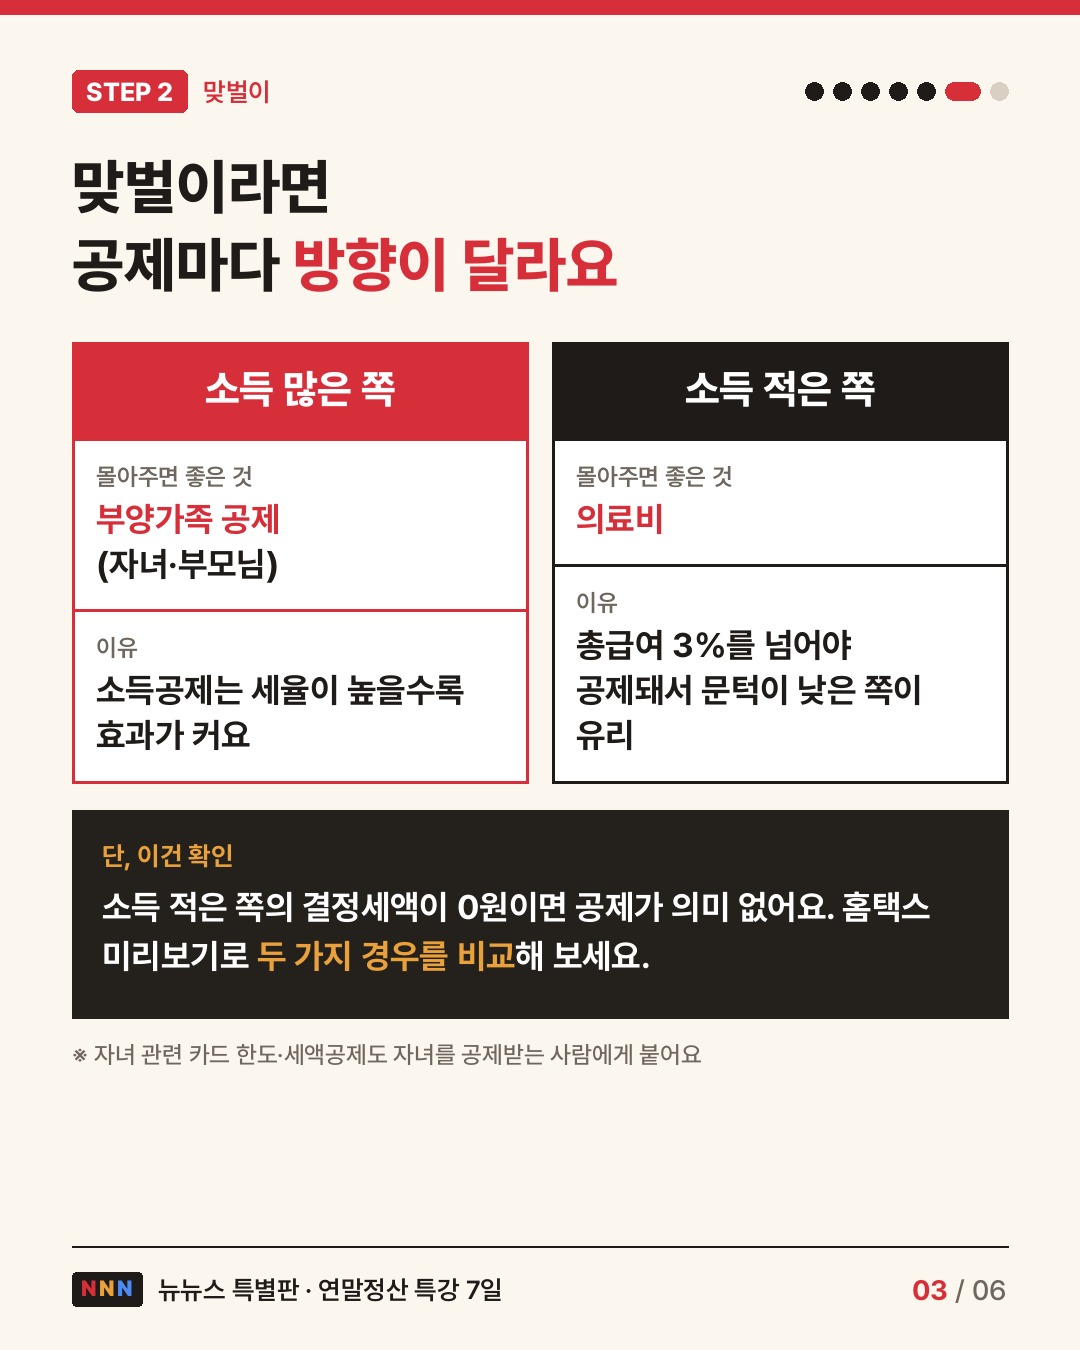 STEP 2 맞벌이
맞벌이라면
공제마다 방향이 달라요
소득 많은 쪽
몰아주면 좋은 것
부양가족 공제
(자녀·부모님)
이유
소득공제는 세율이 높을수록
효과가 커요
소득 적은 쪽
몰아주면 좋은 것
의료비
이유
총급여 3%를 넘어야
공제돼서 문턱이 낮은 쪽이
유리
단, 이건 확인
소득 적은 쪽의 결정세액이 0원이면 공제가 의미 없어요. 홈택스
미리보기로 두 가지 경우를 비교해 보세요.
※ 자녀 관련 카드 한도·세액공제도 자녀를 공제받는 사람에게 붙어요
NNN 뉴뉴스 특별판 · 연말정산 특강 7일
03 / 06